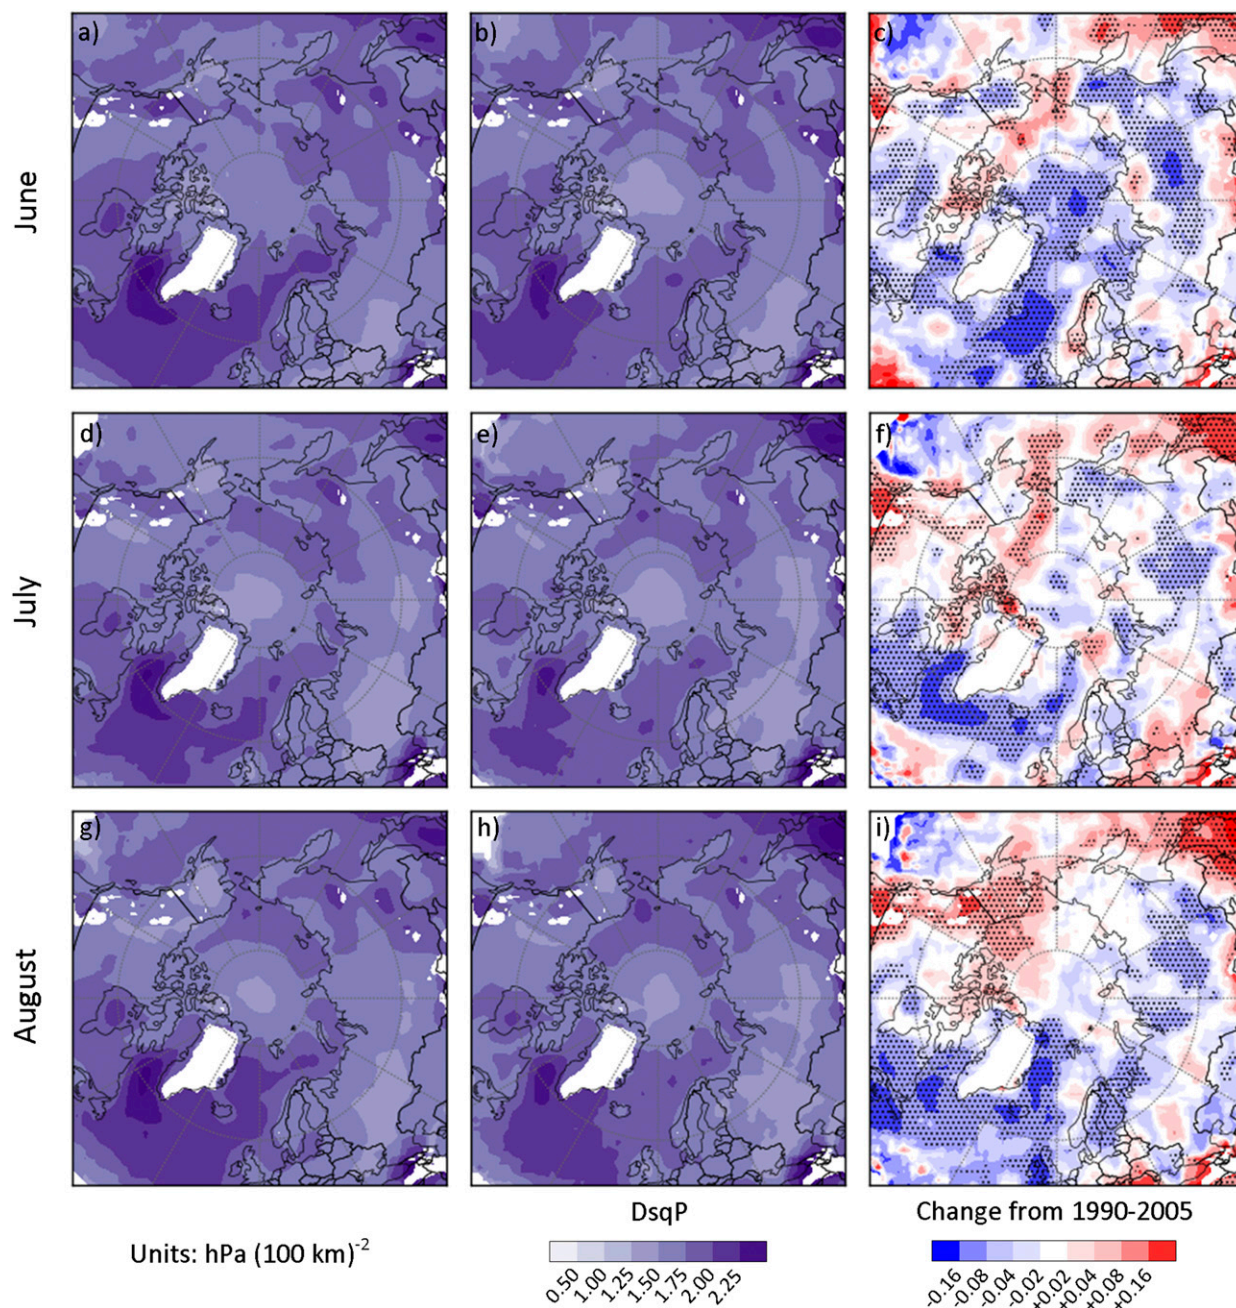 a) b) c)
June
d) e) f)
July
g) h) i)
August
DsqP Change from 1990-2005
Units: hPa (100 km)-2
0.50 1.00 1.25 1.50 1.75 2.00 2.25
-0.16 -0.08 -0.04 -0.02 +0.02 +0.04 +0.08 +0.16